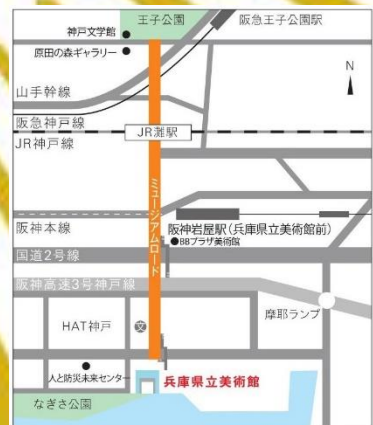 王子公園
阪急王子公園駅
神戸文学館
原田の森ギャラリー
N
山手幹線
阪急神戸線
JR灘駅
JR神戸線
ミュージアムロード
阪神本線
阪神岩屋駅(兵庫県立美術館前)
BBプラザ美術館
国道2号線
阪神高速3号神戸線
HAT神戸
文
摩耶ランプ
人と防災未来センター
兵庫県立美術館
なぎさ公園